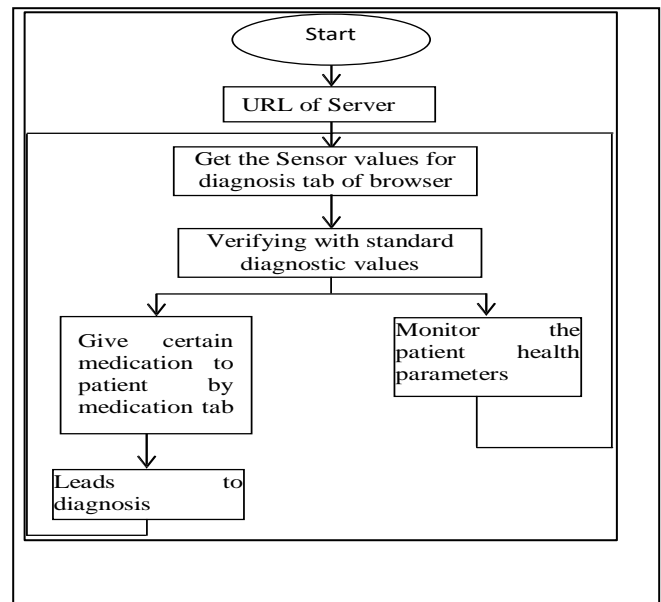 Start
URL of Server
Get the Sensor values for
diagnosis tab of browser
Verifying with standard
diagnostic values
Give certain
medication to
patient by
medication tab
Monitor the
patient health
parameters
Leads to
diagnosis